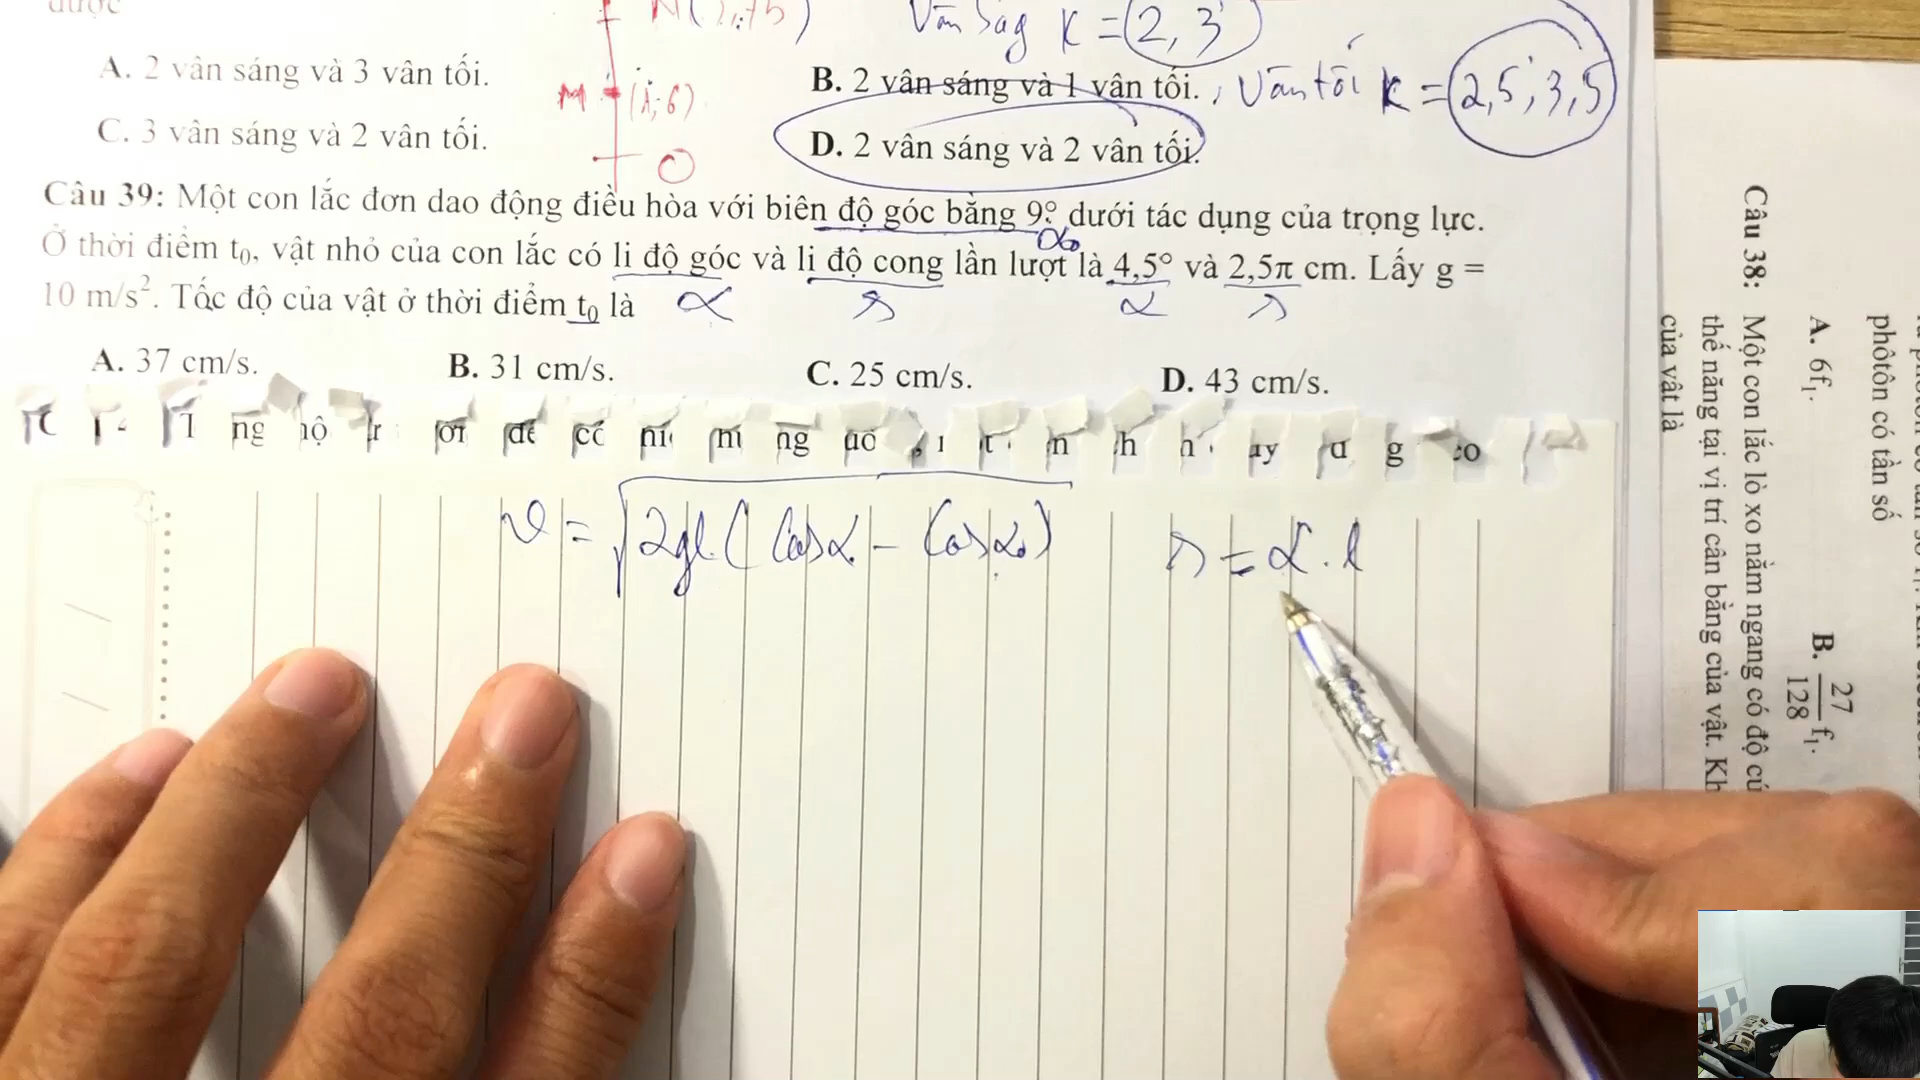 được
N(
Vân sáng K = (2, 3)
A. 2 vân sáng và 3 vân tối.
B. 2 vân sáng và 1 vân tối. , Vân tối K = (2,5; 3,5
M
C. 3 vân sáng và 2 vân tối.
D. 2 vân sáng và 2 vân tối.
O
Câu 39: Một con lắc đơn dao động điều hòa với biên độ góc bằng 9°, dưới tác dụng của trọng lực.
α₀
Ở thời điểm t₀, vật nhỏ của con lắc có li độ góc và li độ cong lần lượt là 4,5° và 2,5π cm. Lấy g =
10 m/s². Tốc độ của vật ở thời điểm t₀ là
α s α s
A. 37 cm/s.
B. 31 cm/s.
C. 25 cm/s.
D. 43 cm/s.
v = √2gl.(Cosα - Cosα₀)
s = α.l
phôtôn có tần số
A. 6f₁.
B. 27/128 f₁.
Câu 38: Một con lắc lò xo nằm ngang có độ cứ
thế năng tại vị trí cân bằng của vật. Kh
của vật là